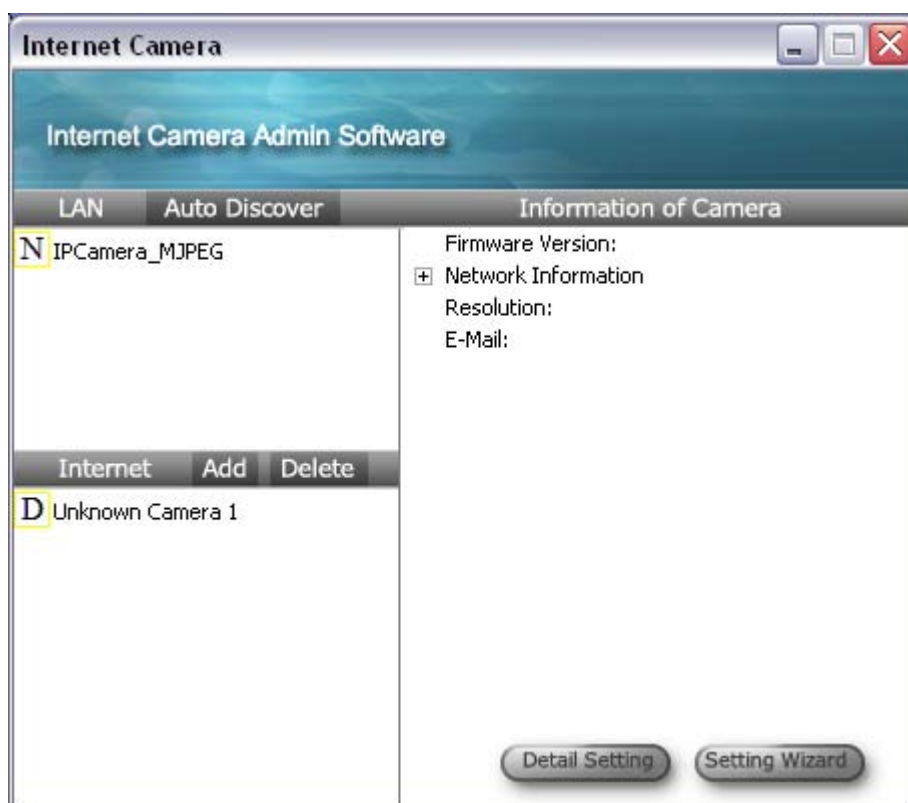 Internet Camera
Internet Camera Admin Software
LAN Auto Discover
N IPCamera_MJPEG
Internet Add Delete
D Unknown Camera 1
Information of Camera
Firmware Version:
Network Information
Resolution:
E-Mail:
Detail Setting Setting Wizard